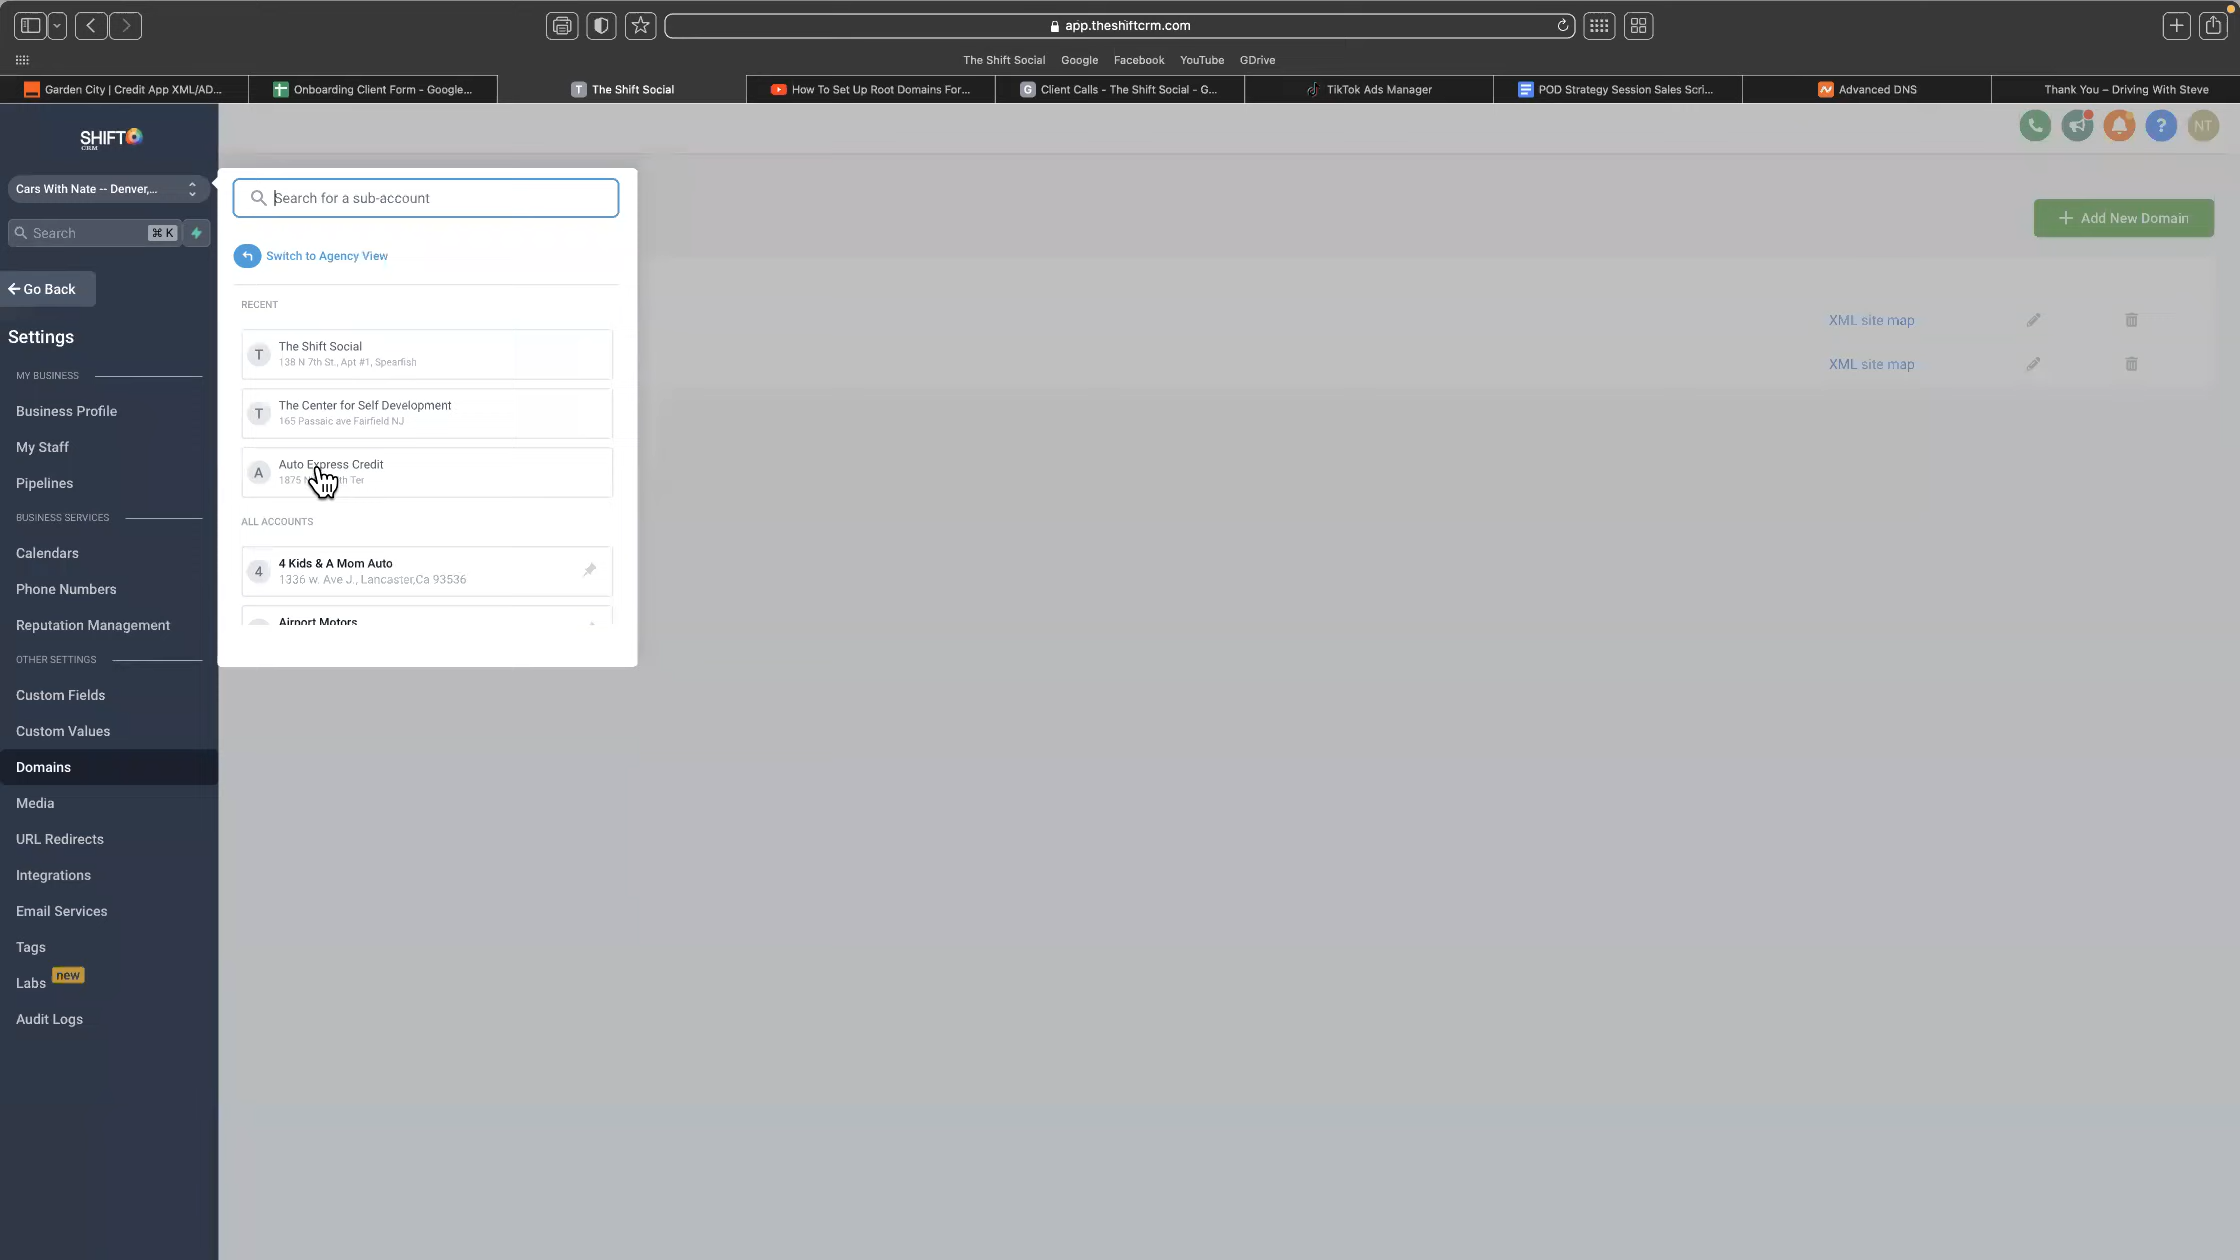 app.theshiftcrm.com
The Shift Social Google Facebook YouTube GDrive
Garden City | Credit App XML/AD...
Onboarding Client Form - Google...
T The Shift Social
How To Set Up Root Domains For...
G Client Calls - The Shift Social - G...
TikTok Ads Manager
POD Strategy Session Sales Scri...
Advanced DNS
Thank You – Driving With Steve
SHIFT
CRM
NT
Cars With Nate -- Denver,...
Search ⌘ K
Go Back
Settings
MY BUSINESS
Business Profile
My Staff
Pipelines
BUSINESS SERVICES
Calendars
Phone Numbers
Reputation Management
OTHER SETTINGS
Custom Fields
Custom Values
Domains
Media
URL Redirects
Integrations
Email Services
Tags
Labs new
Audit Logs
Search for a sub-account
Switch to Agency View
RECENT
T The Shift Social
138 N 7th St., Apt #1, Spearfish
T The Center for Self Development
165 Passaic ave Fairfield NJ
A Auto Express Credit
1875 Ter
ALL ACCOUNTS
4 4 Kids & A Mom Auto
1336 w. Ave J., Lancaster,Ca 93536
Airport Motors
+ Add New Domain
XML site map
XML site map